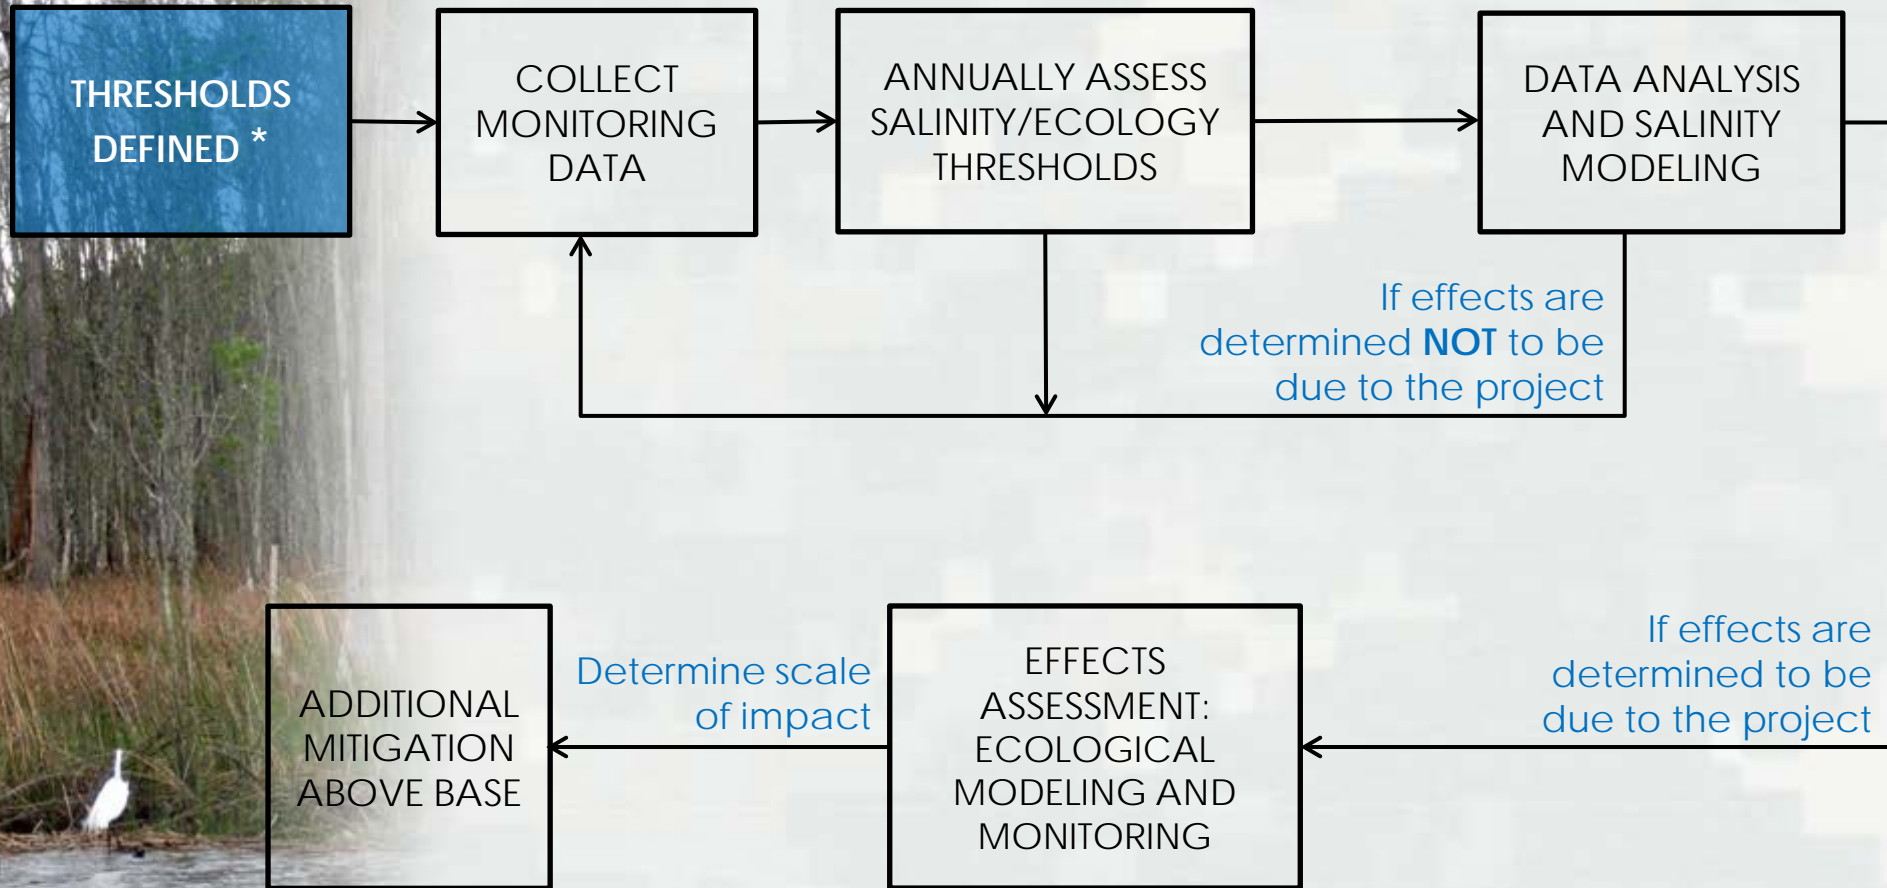 THRESHOLDS
DEFINED *
COLLECT
MONITORING
DATA
ANNUALLY ASSESS
SALINITY/ECOLOGY
THRESHOLDS
DATA ANALYSIS
AND SALINITY
MODELING
If effects are
determined NOT to be
due to the project
If effects are
determined to be
due to the project
EFFECTS
ASSESSMENT:
ECOLOGICAL
MODELING AND
MONITORING
Determine scale
of impact
ADDITIONAL
MITIGATION
ABOVE BASE